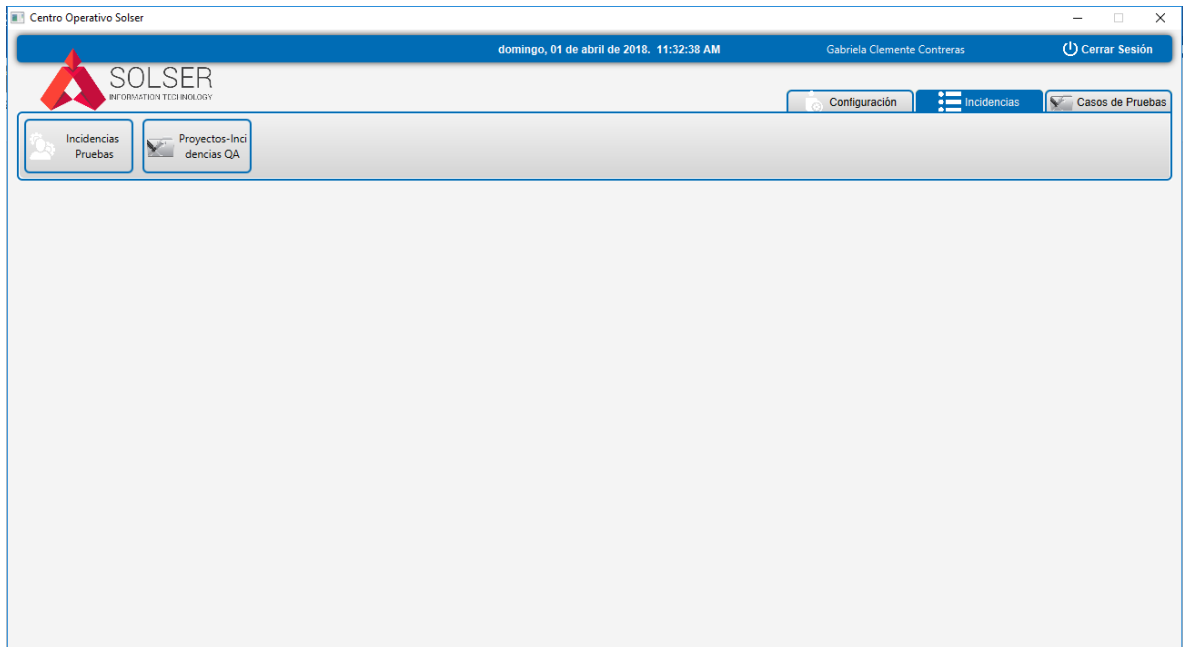 Centro Operativo Solser
domingo, 01 de abril de 2018. 11:32:38 AM
Gabriela Clemente Contreras
Cerrar Sesión
SOLSER
INFORMATION TECHNOLOGY
Configuración
Incidencias
Casos de Pruebas
Incidencias
Pruebas
Proyectos-Inci
dencias QA